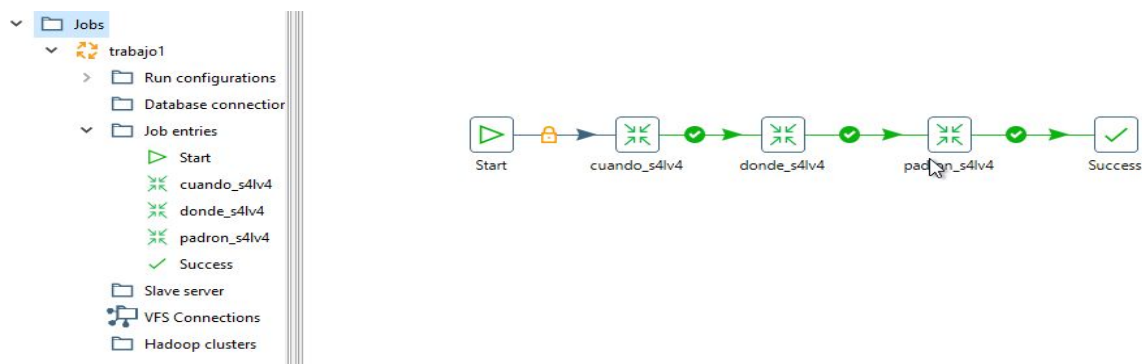 Jobs
trabajo1
Run configurations
Database connection
Job entries
Start
cuando_s4lv4
donde_s4lv4
padron_s4lv4
Success
Slave server
VFS Connections
Hadoop clusters
Start cuando_s4lv4 donde_s4lv4 padron_s4lv4 Success